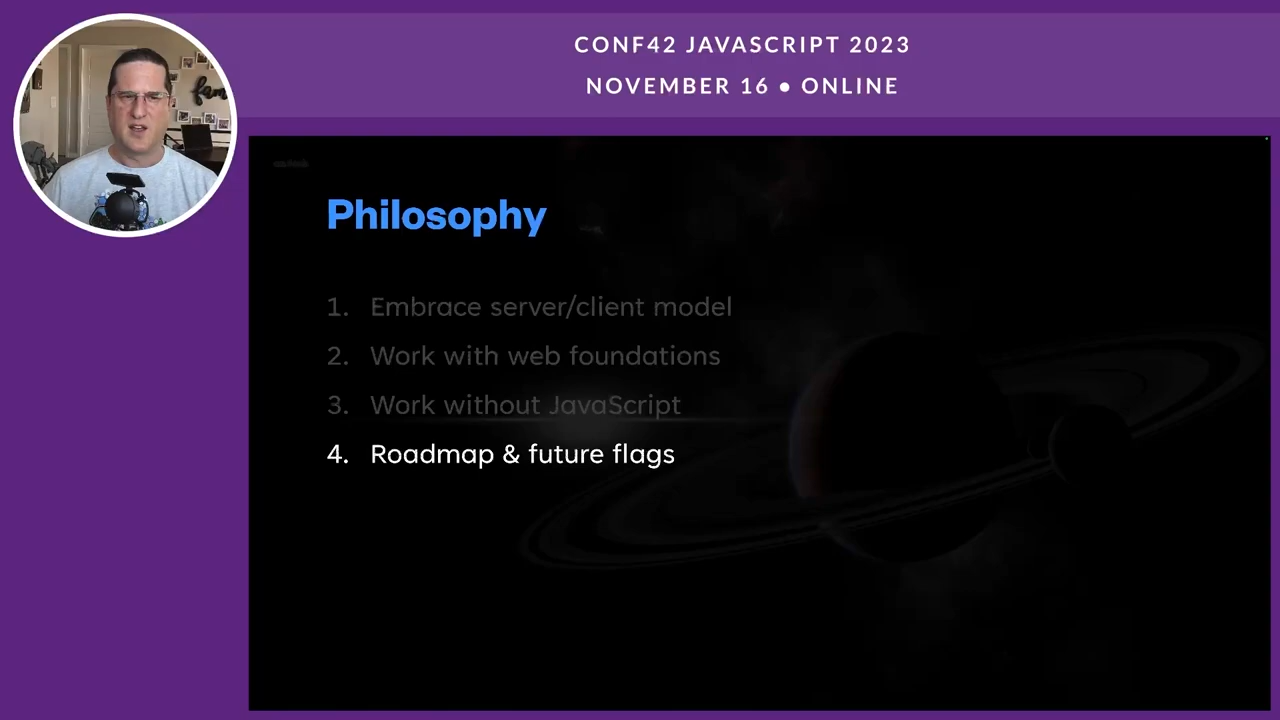 CONF42 JAVASCRIPT 2023
NOVEMBER 16 ● ONLINE
Philosophy
1. Embrace server/client model
2. Work with web foundations
3. Work without JavaScript
4. Roadmap & future flags